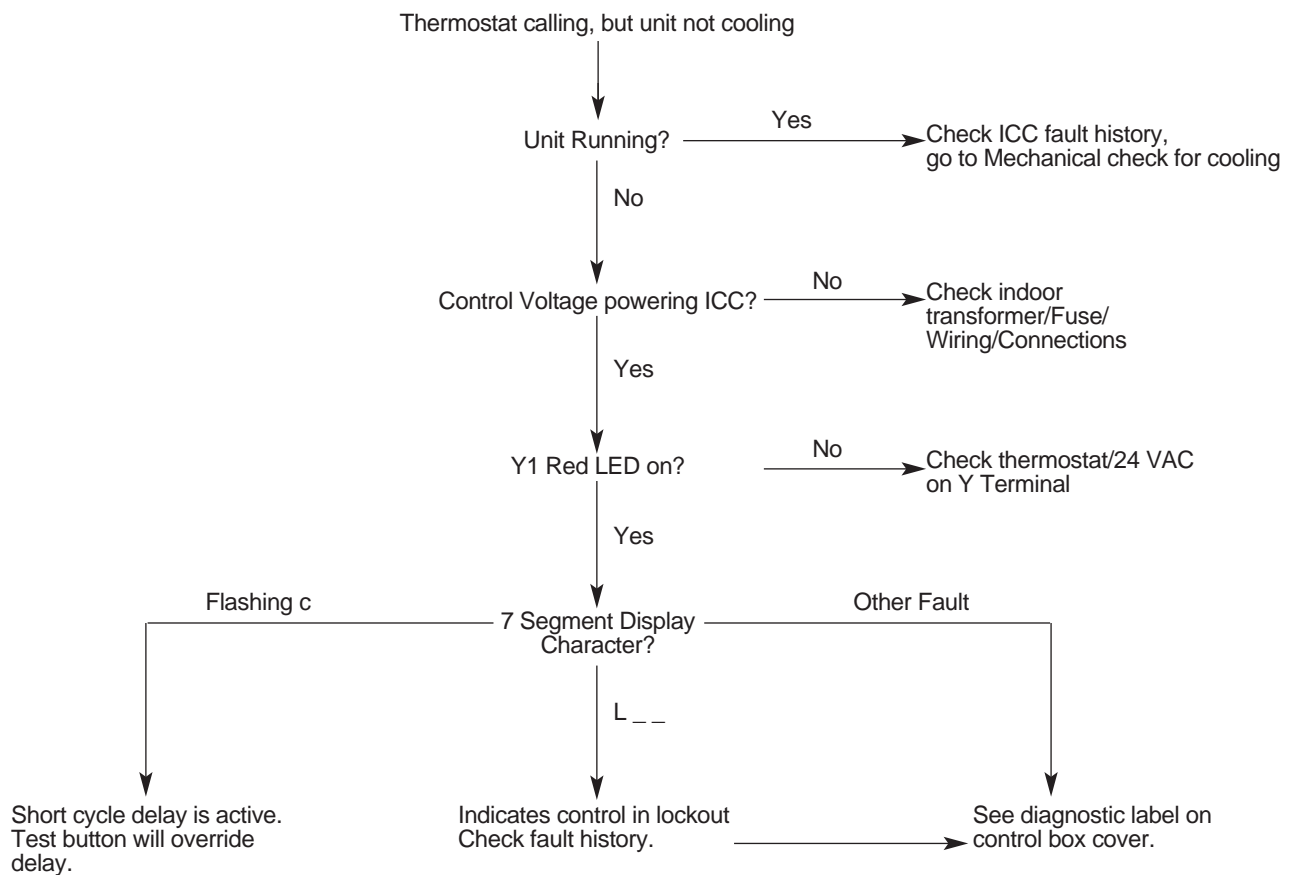 Thermostat calling, but unit not cooling
Unit Running?
Yes
Check ICC fault history,
go to Mechanical check for cooling
No
Control Voltage powering ICC?
No
Check indoor
transformer/Fuse/
Wiring/Connections
Yes
Y1 Red LED on?
No
Check thermostat/24 VAC
on Y Terminal
Yes
Flashing c
7 Segment Display
Character?
Other Fault
L _ _
Short cycle delay is active.
Test button will override
delay.
Indicates control in lockout
Check fault history.
See diagnostic label on
control box cover.